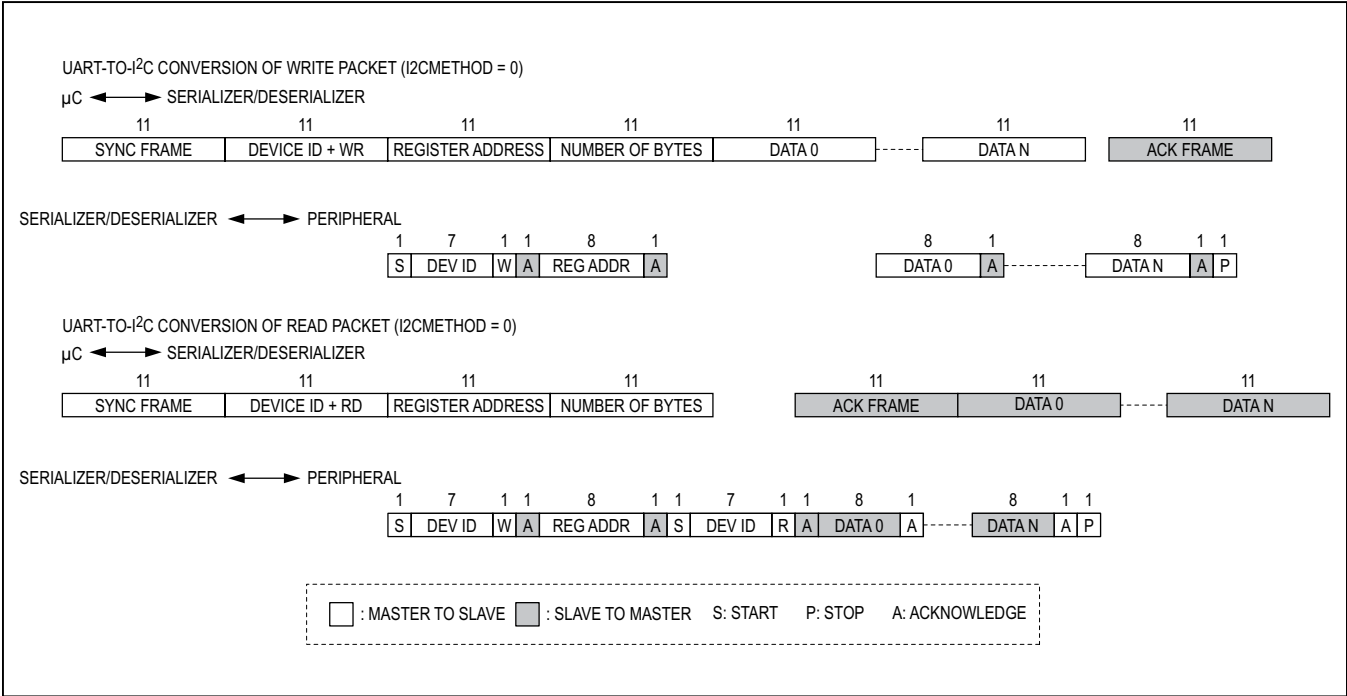 UART-TO-I2C CONVERSION OF WRITE PACKET (I2CMETHOD = 0)
µC SERIALIZER/DESERIALIZER
11 11 11 11 11 11 11
SYNC FRAME DEVICE ID + WR REGISTER ADDRESS NUMBER OF BYTES DATA 0 DATA N ACK FRAME
SERIALIZER/DESERIALIZER PERIPHERAL
1 7 1 1 8 1 8 1 8 1 1
S DEV ID W A REG ADDR A DATA 0 A DATA N A P
UART-TO-I2C CONVERSION OF READ PACKET (I2CMETHOD = 0)
µC SERIALIZER/DESERIALIZER
11 11 11 11 11 11 11
SYNC FRAME DEVICE ID + RD REGISTER ADDRESS NUMBER OF BYTES ACK FRAME DATA 0 DATA N
SERIALIZER/DESERIALIZER PERIPHERAL
1 7 1 1 8 1 1 7 1 1 8 1 8 1 1
S DEV ID W A REG ADDR A S DEV ID R A DATA 0 A DATA N A P
: MASTER TO SLAVE : SLAVE TO MASTER S: START P: STOP A: ACKNOWLEDGE